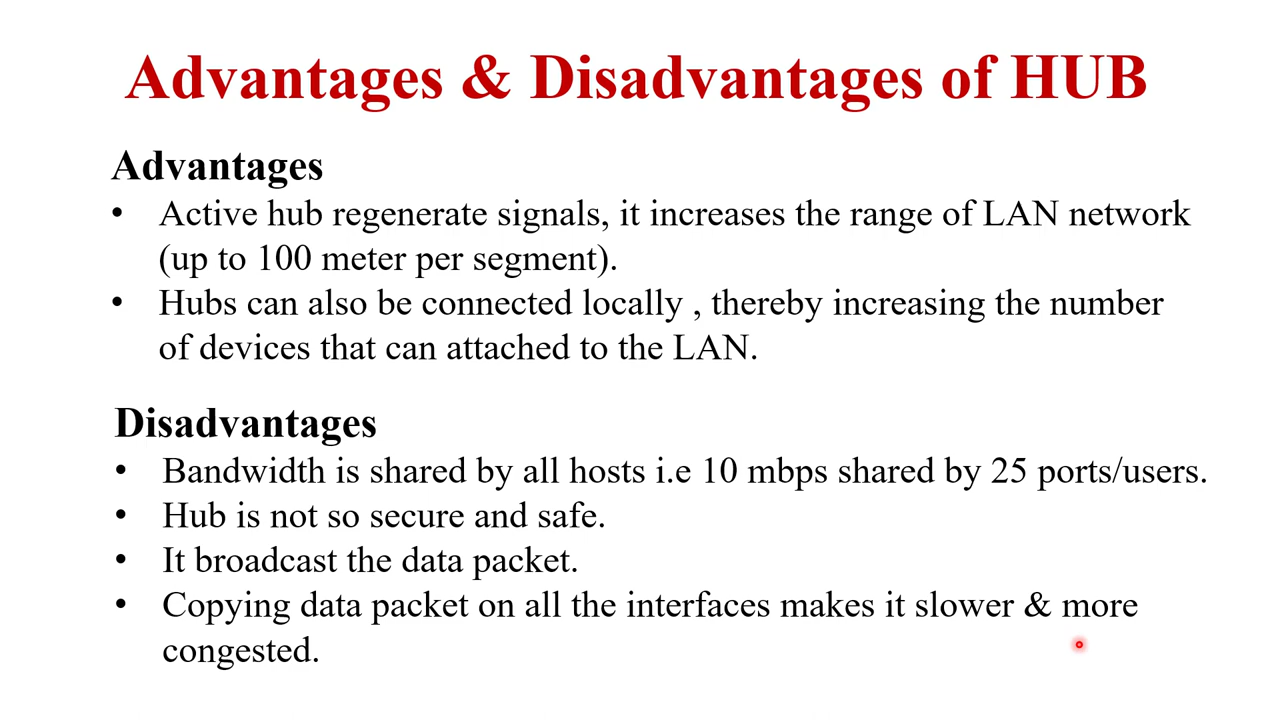 Advantages & Disadvantages of HUB
Advantages
• Active hub regenerate signals, it increases the range of LAN network
(up to 100 meter per segment).
• Hubs can also be connected locally , thereby increasing the number
of devices that can attached to the LAN.
Disadvantages
• Bandwidth is shared by all hosts i.e 10 mbps shared by 25 ports/users.
• Hub is not so secure and safe.
• It broadcast the data packet.
• Copying data packet on all the interfaces makes it slower & more
congested.